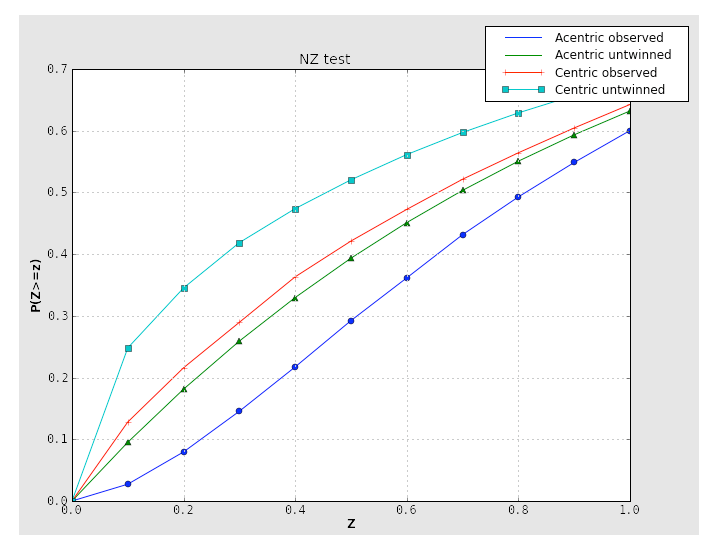 NZ test
Acentric observed
Acentric untwinned
Centric observed
Centric untwinned
0.7
0.6
0.5
0.4
0.3
0.2
0.1
0.0
P(Z>=z)
0.0 0.2 0.4 0.6 0.8 1.0
Z